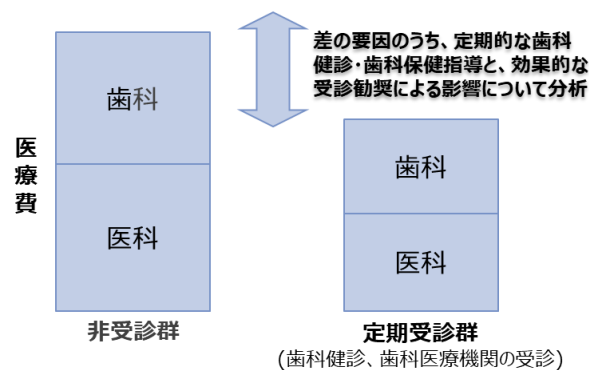 差の要因のうち、定期的な歯科
健診・歯科保健指導と、効果的な
受診勧奨による影響について分析
医療費
歯科
医科
歯科
医科
非受診群
定期受診群
(歯科健診、歯科医療機関の受診)